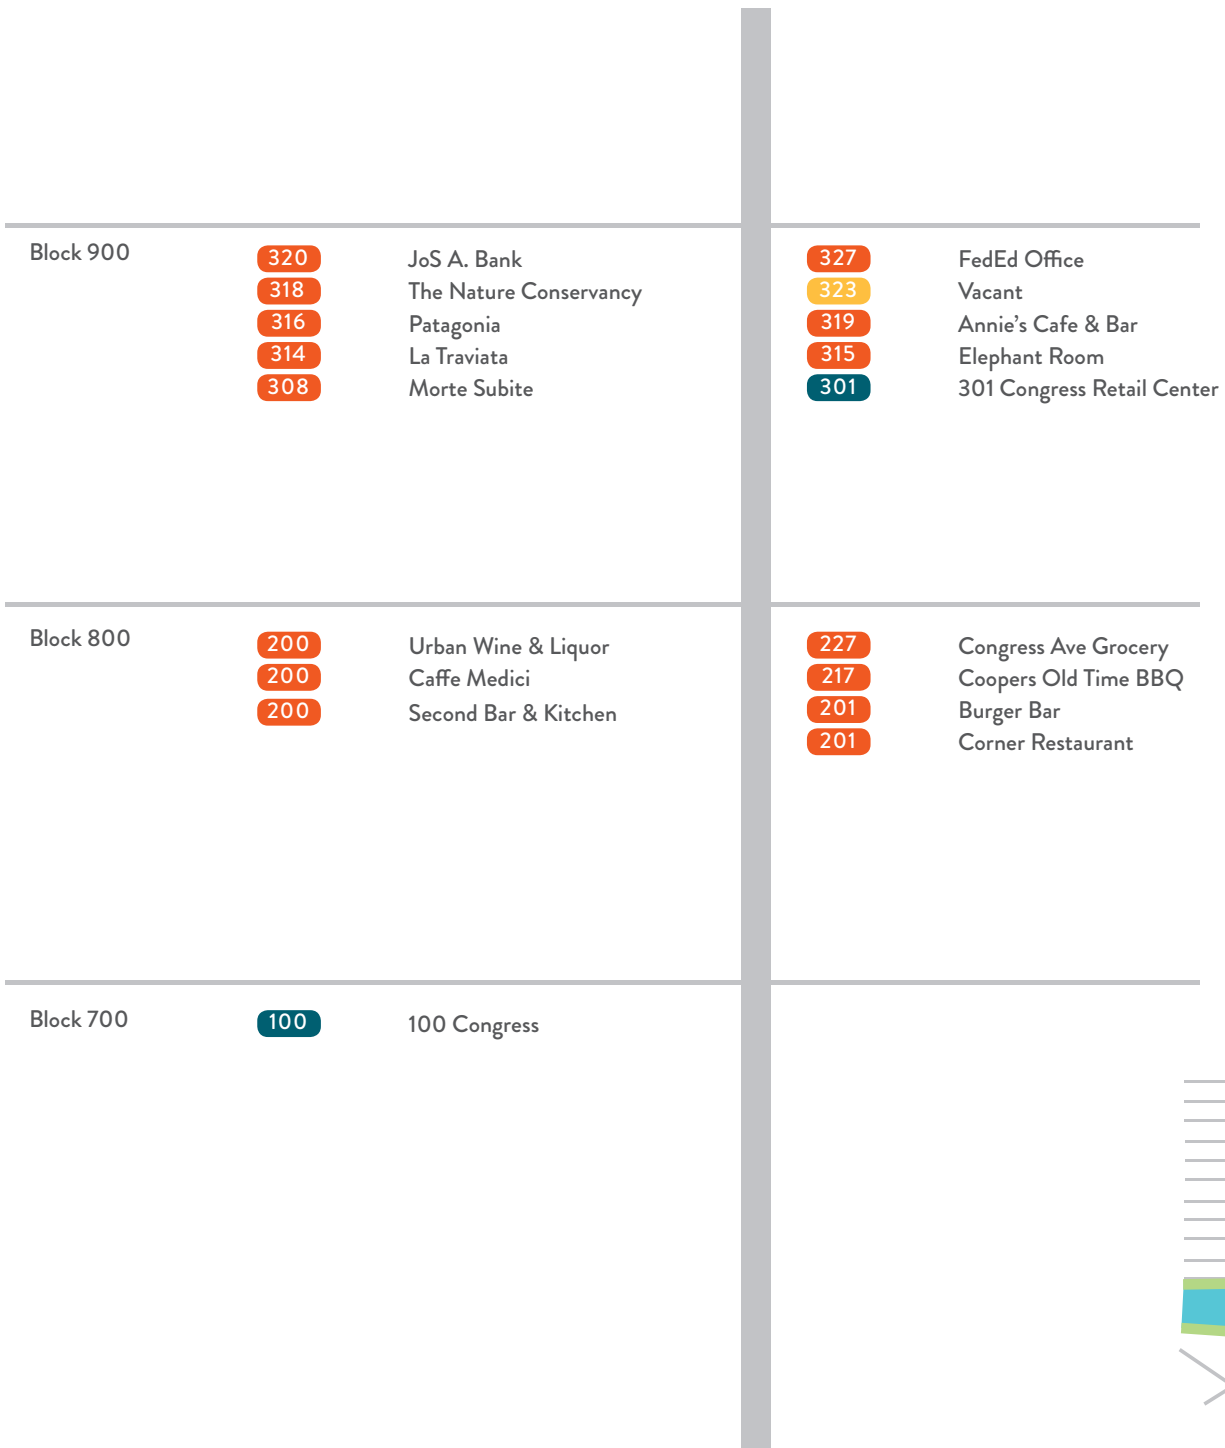 Block 900
320 JoS A. Bank
318 The Nature Conservancy
316 Patagonia
314 La Traviata
308 Morte Subite
327 FedEd Office
323 Vacant
319 Annie's Cafe & Bar
315 Elephant Room
301 301 Congress Retail Center
Block 800
200 Urban Wine & Liquor
200 Caffe Medici
200 Second Bar & Kitchen
227 Congress Ave Grocery
217 Coopers Old Time BBQ
201 Burger Bar
201 Corner Restaurant
Block 700
100 100 Congress